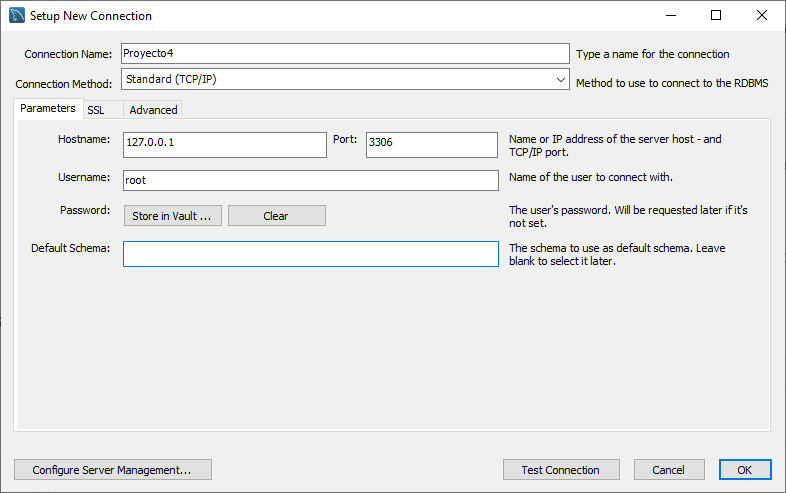 Setup New Connection
Connection Name: Proyecto4 Type a name for the connection
Connection Method: Standard (TCP/IP) Method to use to connect to the RDBMS
Parameters SSL Advanced
Hostname: 127.0.0.1 Port: 3306 Name or IP address of the server host - and
TCP/IP port.
Username: root Name of the user to connect with.
Password: Store in Vault ... Clear The user's password. Will be requested later if it's
not set.
Default Schema: The schema to use as default schema. Leave
blank to select it later.
Configure Server Management... Test Connection Cancel OK